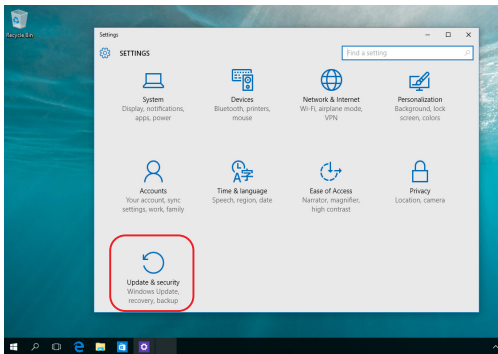 Recycle Bin
Settings
SETTINGS
Find a setting
System
Display, notifications,
apps, power
Devices
Bluetooth, printers,
mouse
Network & Internet
Wi-Fi, airplane mode,
VPN
Personalization
Background, lock
screen, colors
Accounts
Your account, sync
settings, work, family
Time & language
Speech, region, date
Ease of Access
Narrator, magnifier,
high contrast
Privacy
Location, camera
Update & security
Windows Update,
recovery, backup